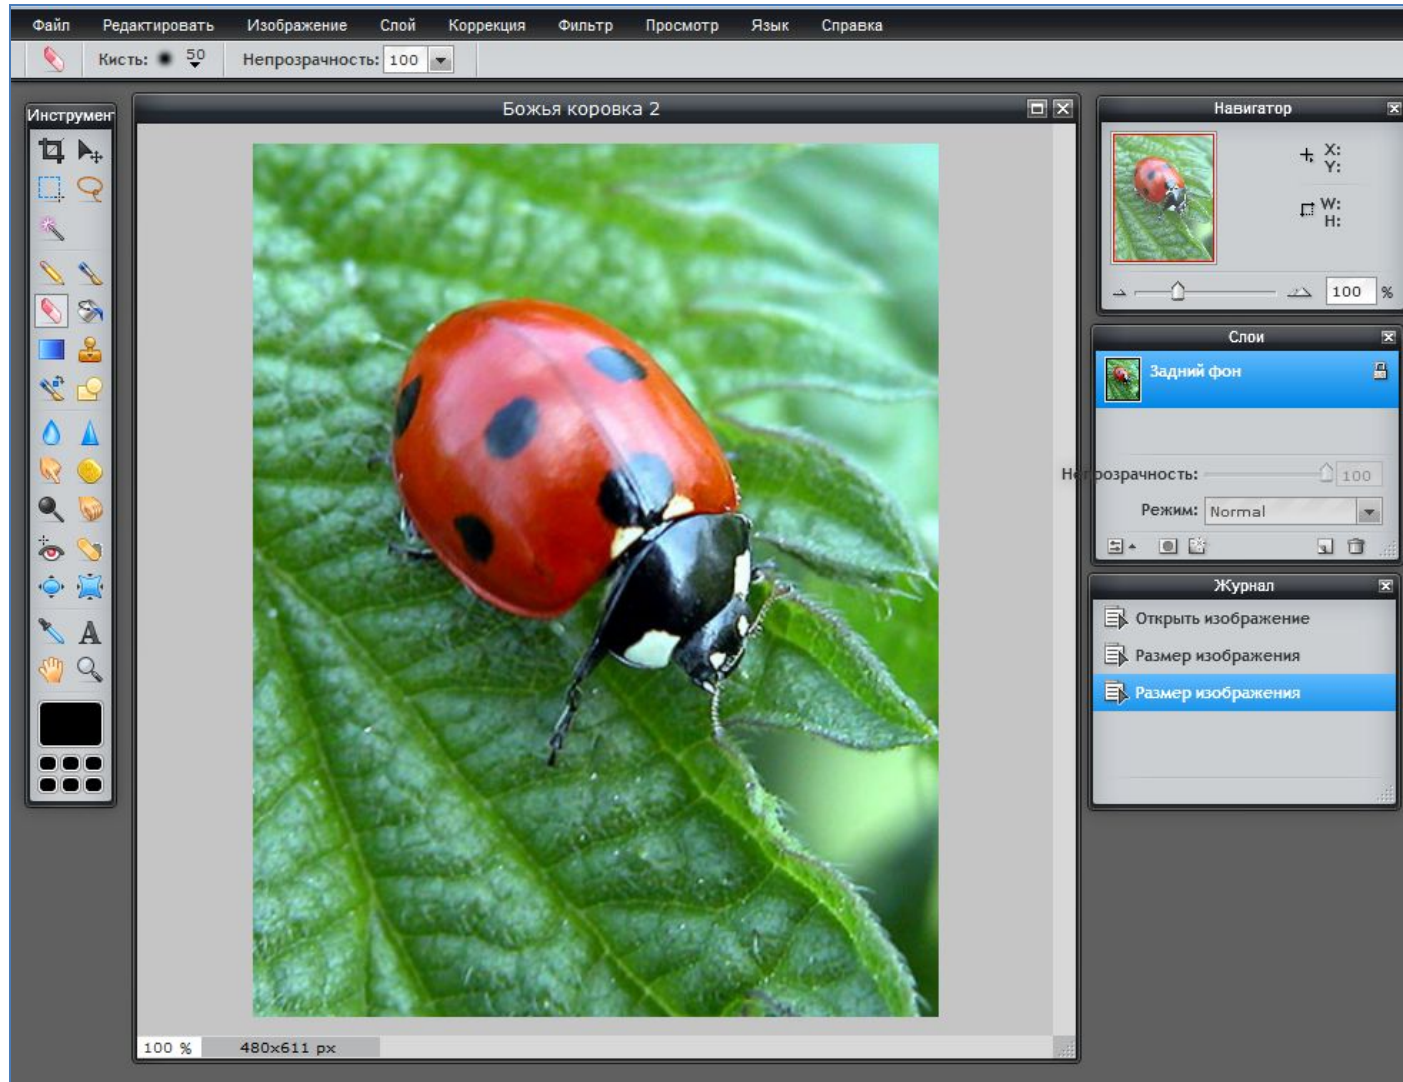 Файл Редактировать Изображение Слой Коррекция Фильтр Просмотр Язык Справка
Кисть: 50 Непрозрачность: 100
Инструмент
A
Божья коровка 2
100 % 480x611 px
Навигатор
X:
Y:
W:
H:
100 %
Слои
Задний фон
Непрозрачность: 100
Режим: Normal
Журнал
Открыть изображение
Размер изображения
Размер изображения